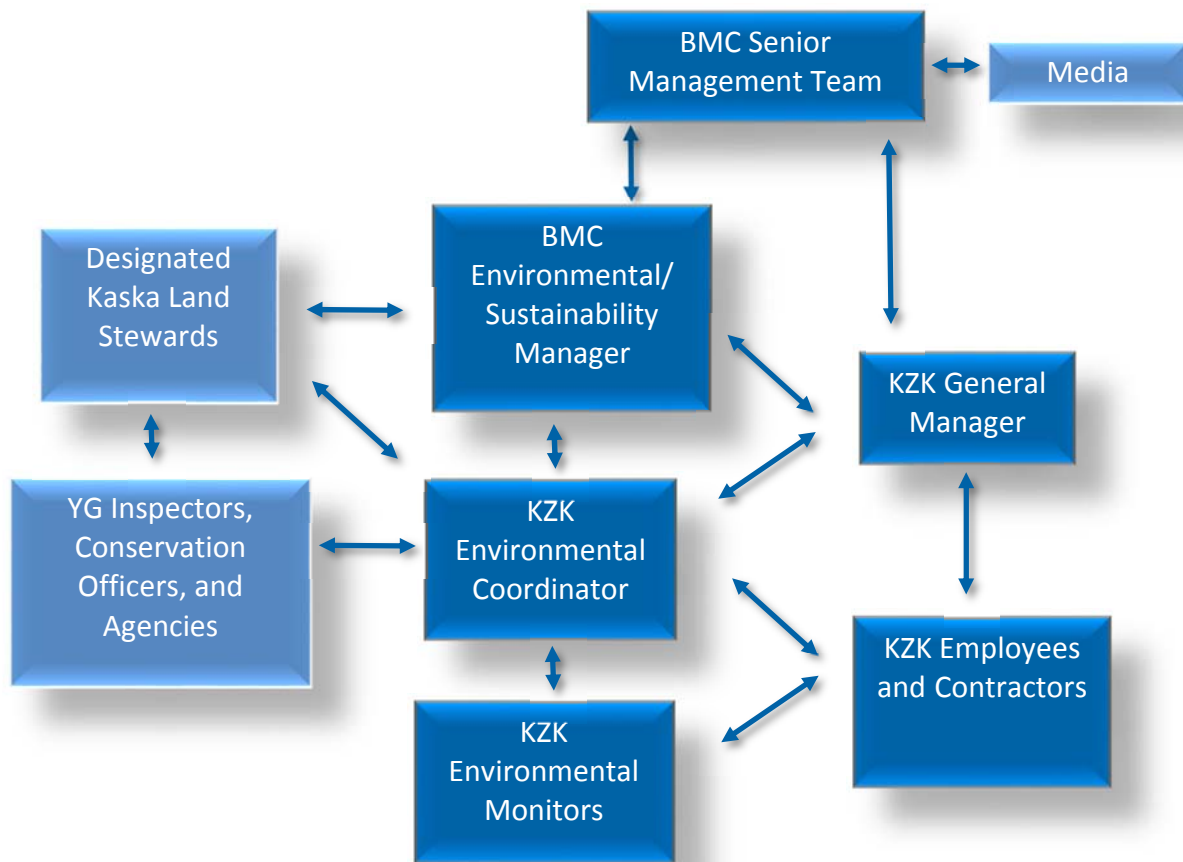 BMC Senior
Management Team
Media
BMC
Environmental/
Sustainability
Manager
Designated
Kaska Land
Stewards
KZK General
Manager
YG Inspectors,
Conservation
Officers, and
Agencies
KZK
Environmental
Coordinator
KZK Employees
and Contractors
KZK
Environmental
Monitors